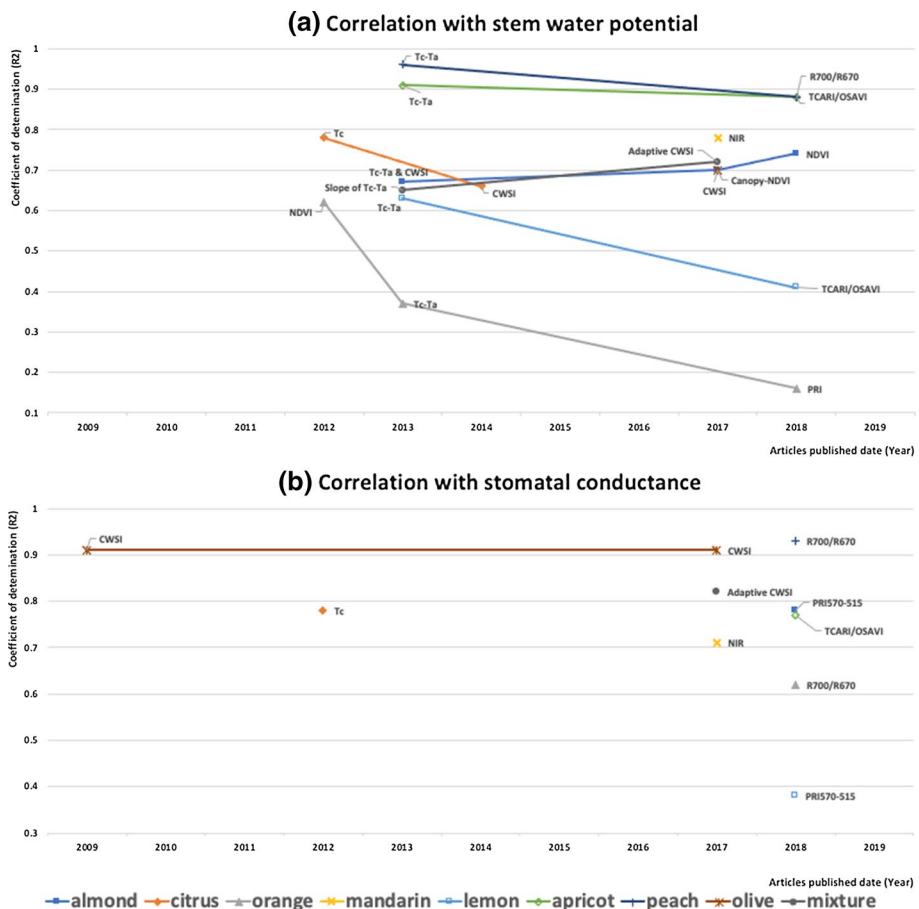 (a) Correlation with stem water potential
Coefficient of detemination (R2)
1
0.9
0.8
0.7
0.6
0.5
0.4
0.3
0.2
0.1
Tc-Ta
Tc-Ta
R700/R670
TCARI/OSAVI
Tc
NIR
Adaptive CWSI
NDVI
Tc-Ta & CWSI
Canopy-NDVI
Slope of Tc-Ta
CWSI
CWSI
Tc-Ta
NDVI
TCARI/OSAVI
Tc-Ta
PRI
2009 2010 2011 2012 2013 2014 2015 2016 2017 2018 2019
Articles published date (Year)
(b) Correlation with stomatal conductance
Coefficient of detemination (R2)
1
0.9
0.8
0.7
0.6
0.5
0.4
0.3
CWSI
CWSI
R700/R670
Adaptive CWSI
PRI570-515
Tc
TCARI/OSAVI
NIR
R700/R670
PRI570-515
2009 2010 2011 2012 2013 2014 2015 2016 2017 2018 2019
Articles published date (Year)
almond citrus orange mandarin lemon apricot peach olive mixture